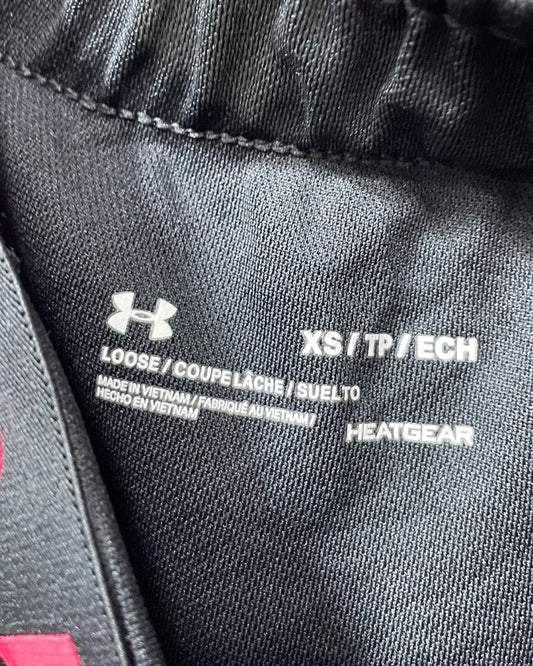 XS / TP / ECH
LOOSE / COUPE LÂCHE / SUELTO
MADE IN VIETNAM / FABRIQUÉ AU VIETNAM /
HECHO EN VIETNAM
HEATGEAR